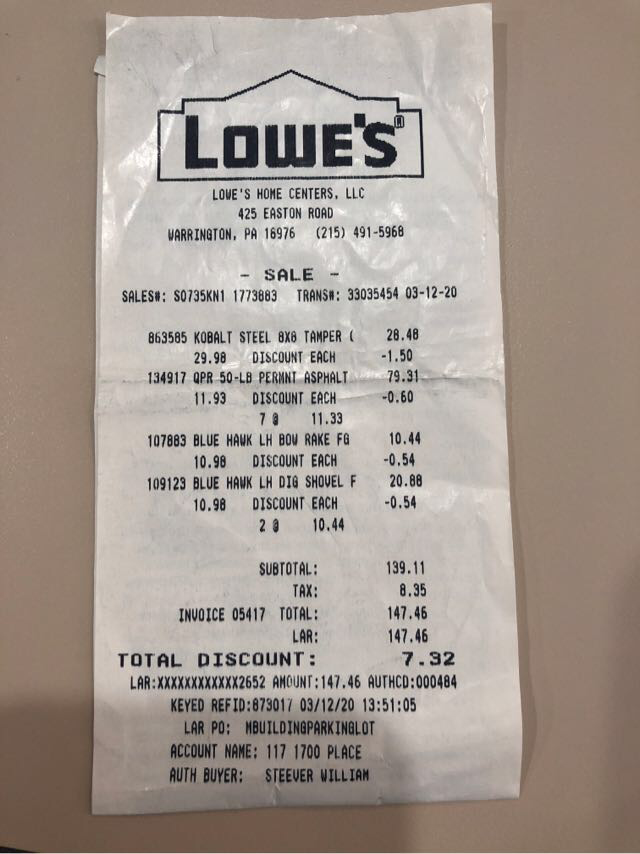 LOWE'S®
LOWE'S HOME CENTERS, LLC
425 EASTON ROAD
WARRINGTON, PA 18976 (215) 491-5968
- SALE -
SALES#: S0735KN1 1773883 TRANS#: 33035454 03-12-20
863585 KOBALT STEEL 8X8 TAMPER ( 28.48
29.98 DISCOUNT EACH -1.50
134917 QPR 50-LB PERMNT ASPHALT 79.31
11.93 DISCOUNT EACH -0.60
7 @ 11.33
107883 BLUE HAWK LH BOW RAKE FG 10.44
10.98 DISCOUNT EACH -0.54
109123 BLUE HAWK LH DIG SHOVEL F 20.88
10.98 DISCOUNT EACH -0.54
2 @ 10.44
SUBTOTAL: 139.11
TAX: 8.35
INVOICE 05417 TOTAL: 147.46
LAR: 147.46
TOTAL DISCOUNT: 7.32
LAR:XXXXXXXXXXXX2652 AMOUNT:147.46 AUTHCD:000484
KEYED REFID:873017 03/12/20 13:51:05
LAR PO: MBUILDINGPARKINGLOT
ACCOUNT NAME: 117 1700 PLACE
AUTH BUYER: STEEVER WILLIAM